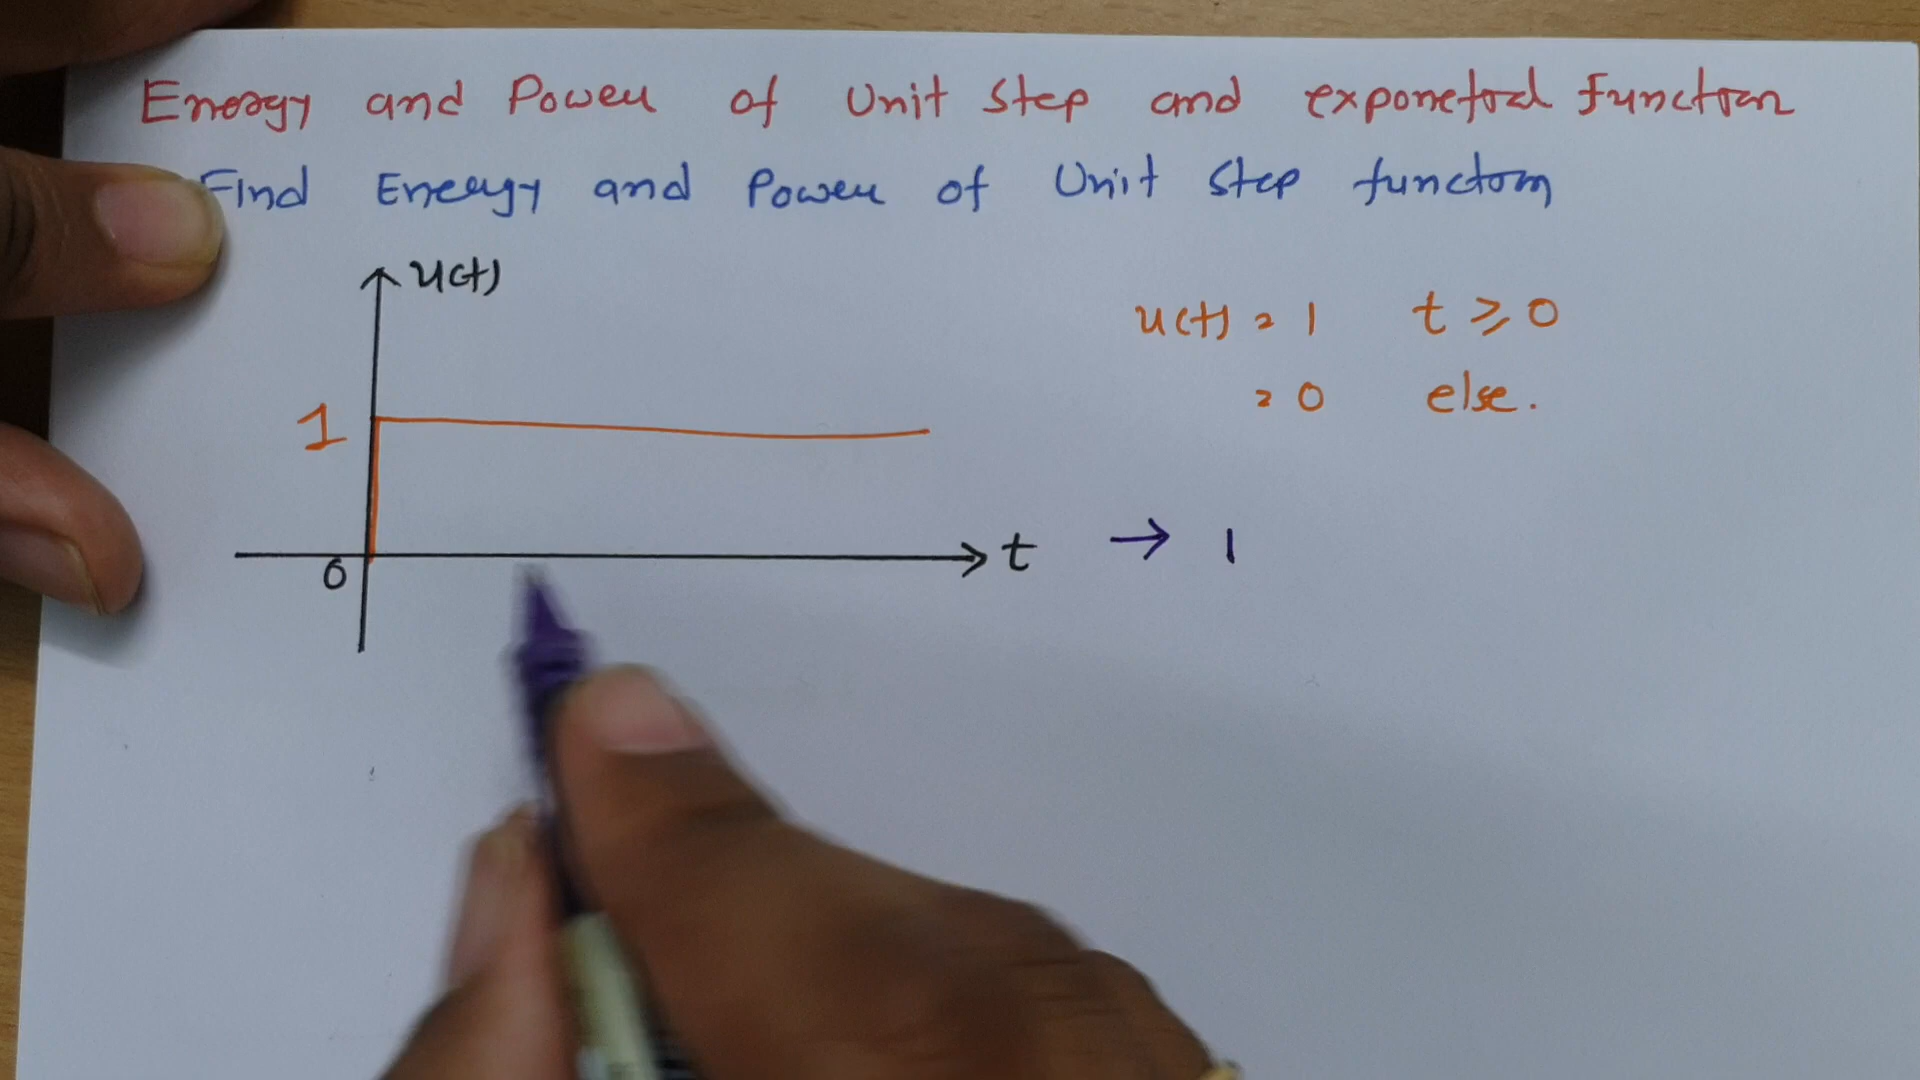 Energy and Power of Unit Step and exponetial function
Find Energy and Power of Unit Step function
u(t)
u(t) = 1 t ≥ 0
= 0 else.
1
t → 1
0